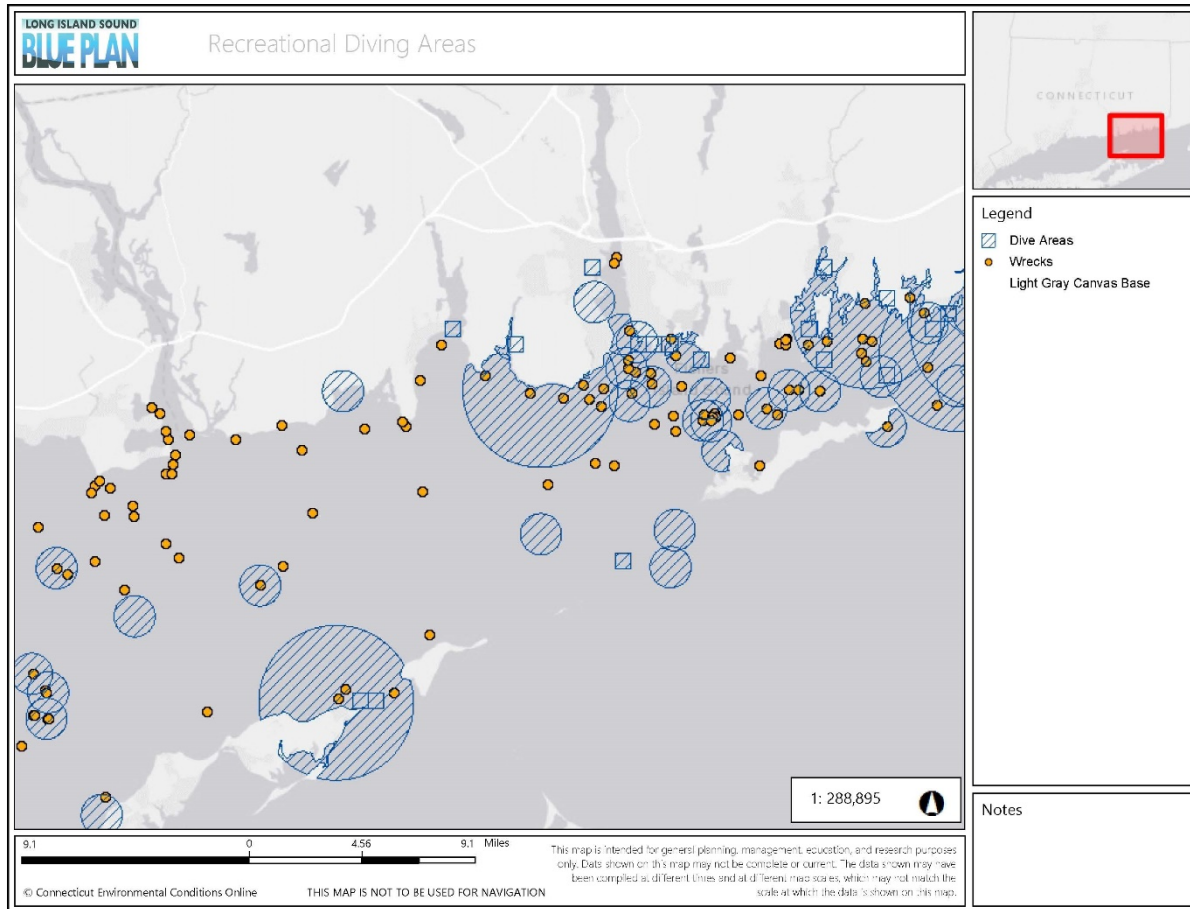 LONG ISLAND SOUND
BLUE PLAN
Recreational Diving Areas
CONNECTICUT
Legend
Dive Areas
Wrecks
Light Gray Canvas Base
1: 288,895
Notes
9.1 0 4.56 9.1 Miles
© Connecticut Environmental Conditions Online
THIS MAP IS NOT TO BE USED FOR NAVIGATION
This map is intended for general planning, management, education, and research purposes
only. Data shown on this map may not be complete or current. The data shown may have
been compiled at different times and at different map scales, which may not match the
scale at which the data is shown on this map.